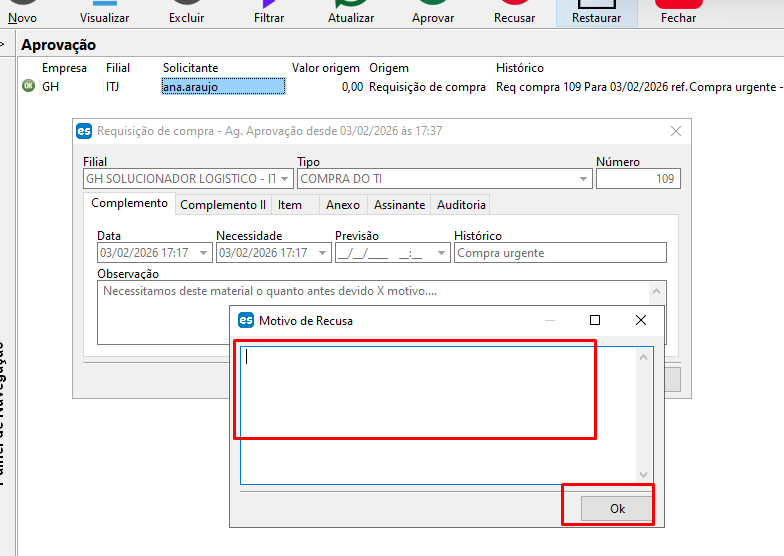 Novo Visualizar Excluir Filtrar Atualizar Aprovar Recusar Restaurar Fechar
> Aprovação
Empresa Filial Solicitante Valor origem Origem Histórico
OK GH ITJ ana.araujo 0,00 Requisição de compra Req compra 109 Para 03/02/2026 ref.Compra urgente -
es Requisição de compra - Ag. Aprovação desde 03/02/2026 às 17:37
Filial Tipo Número
GH SOLUCIONADOR LOGISTICO - IT COMPRA DO TI 109
Complemento Complemento II Item Anexo Assinante Auditoria
Data Necessidade Previsão Histórico
03/02/2026 17:17 03/02/2026 17:17 __/__/____ __:__ Compra urgente
Observação
Necessitamos deste material o quanto antes devido X motivo....
es Motivo de Recusa
Ok
Painel de Navegação